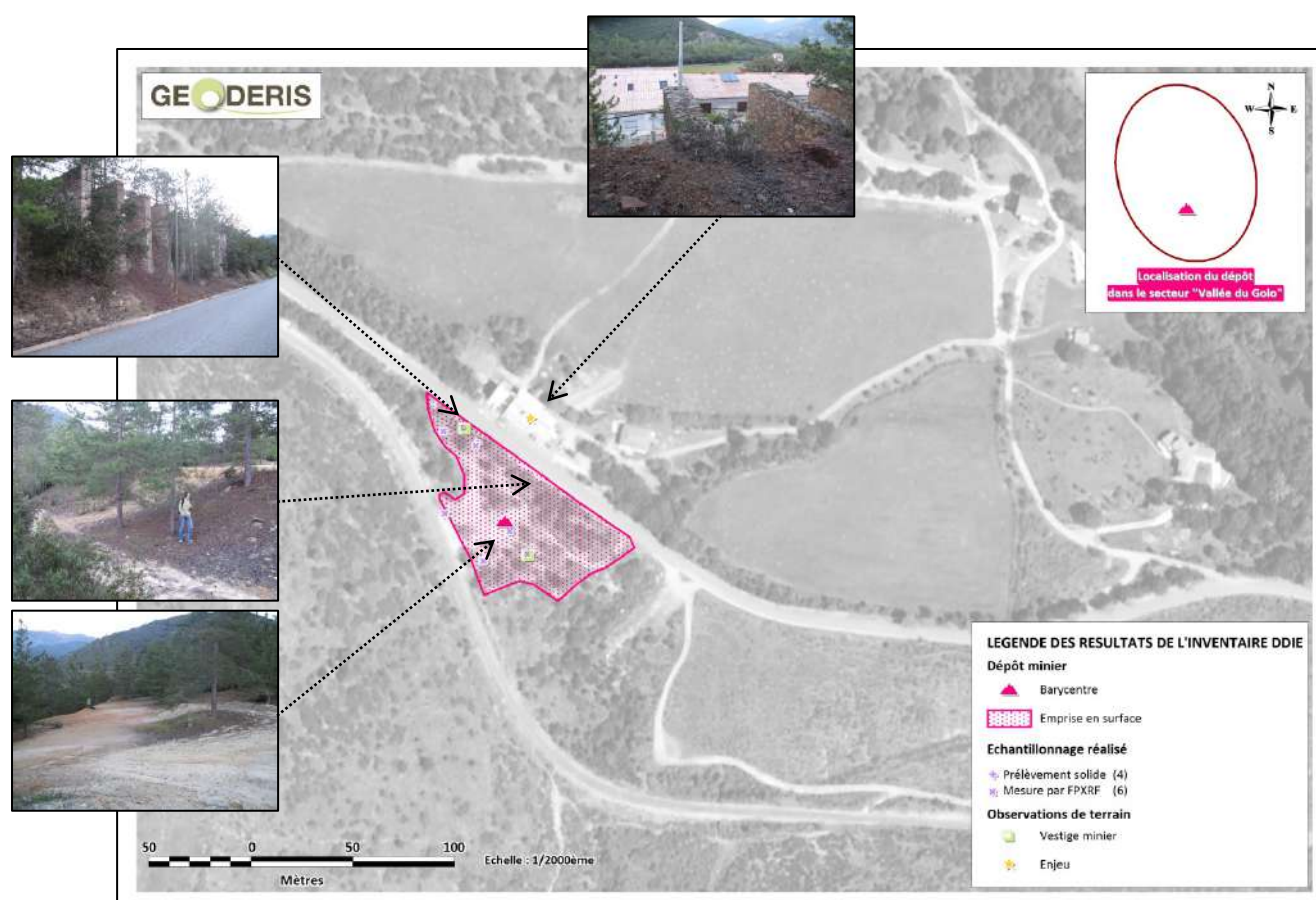 GEODERIS
N
W E
S
Localisation du dépôt
dans le secteur "Vallée du Golo"
LEGENDE DES RESULTATS DE L'INVENTAIRE DDIE
Dépôt minier
Barycentre
Emprise en surface
Echantillonnage réalisé
Prélèvement solide (4)
Mesure par FPXRF (6)
Observations de terrain
Vestige minier
Enjeu
50 0 50 100
Echelle : 1/2000ème
Mètres